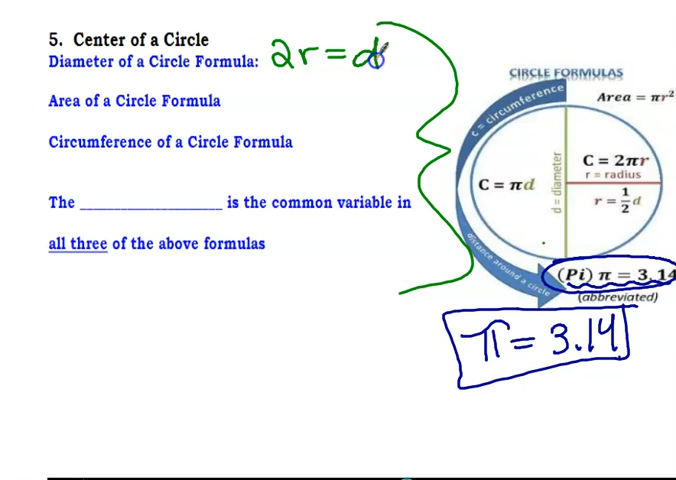 5. Center of a Circle
Diameter of a Circle Formula: 2r = d
Area of a Circle Formula
Circumference of a Circle Formula
The ____________________ is the common variable in
all three of the above formulas
CIRCLE FORMULAS
c = circumference
Area = πr²
C = πd
d = diameter
C = 2πr
r = radius
r = 1/2 d
distance around a circle
(Pi) π = 3.14
(abbreviated)
π = 3.14